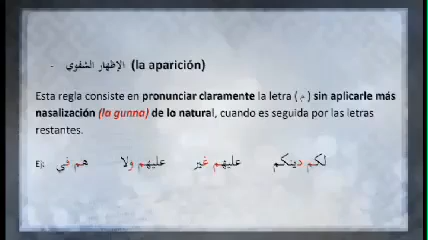 - الإظهار الشفوي (la aparición)
Esta regla consiste en pronunciar claramente la letra (م) sin aplicarle más
nasalización (la gunna) de lo natural, cuando es seguida por las letras
restantes.
Ej: هم في عليهم ولا عليهم غير لكم دينكم